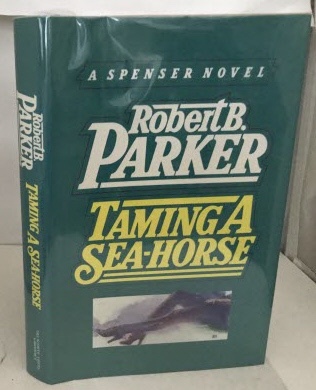 A SPENSER NOVEL
Robert B.
PARKER
TAMING A
SEA-HORSE
Robert B.
PARKER
TAMING A SEA-HORSE